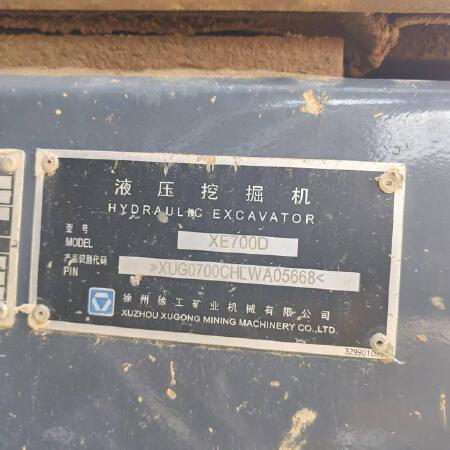 液压挖掘机
HYDRAULIC EXCAVATOR
型号
MODEL XE700D
产品识别代码
PIN >XUG0700CHLWA05668<
徐州徐工矿业机械有限公司
XUZHOU XUGONG MINING MACHINERY CO.,LTD.